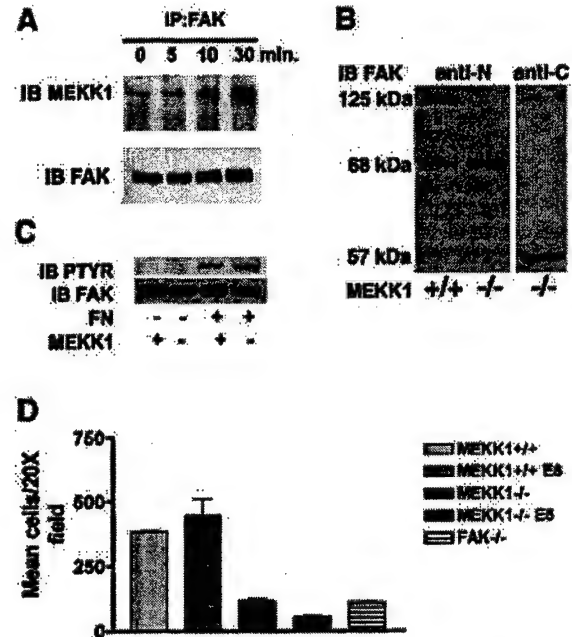 A
IP:FAK
0 5 10 30 min.
IB MEKK1
IB FAK
B
IB FAK anti-N anti-C
125 kDa
68 kDa
57 kDa
MEKK1 +/+ -/- -/-
C
IB PTYR
IB FAK
FN - - + +
MEKK1 + - + -
D
Mean cells/20X
field
750
500
250
0
MEKK1+/+
MEKK1+/+ E8
MEKK1-/-
MEKK1-/- E8
FAK-/-